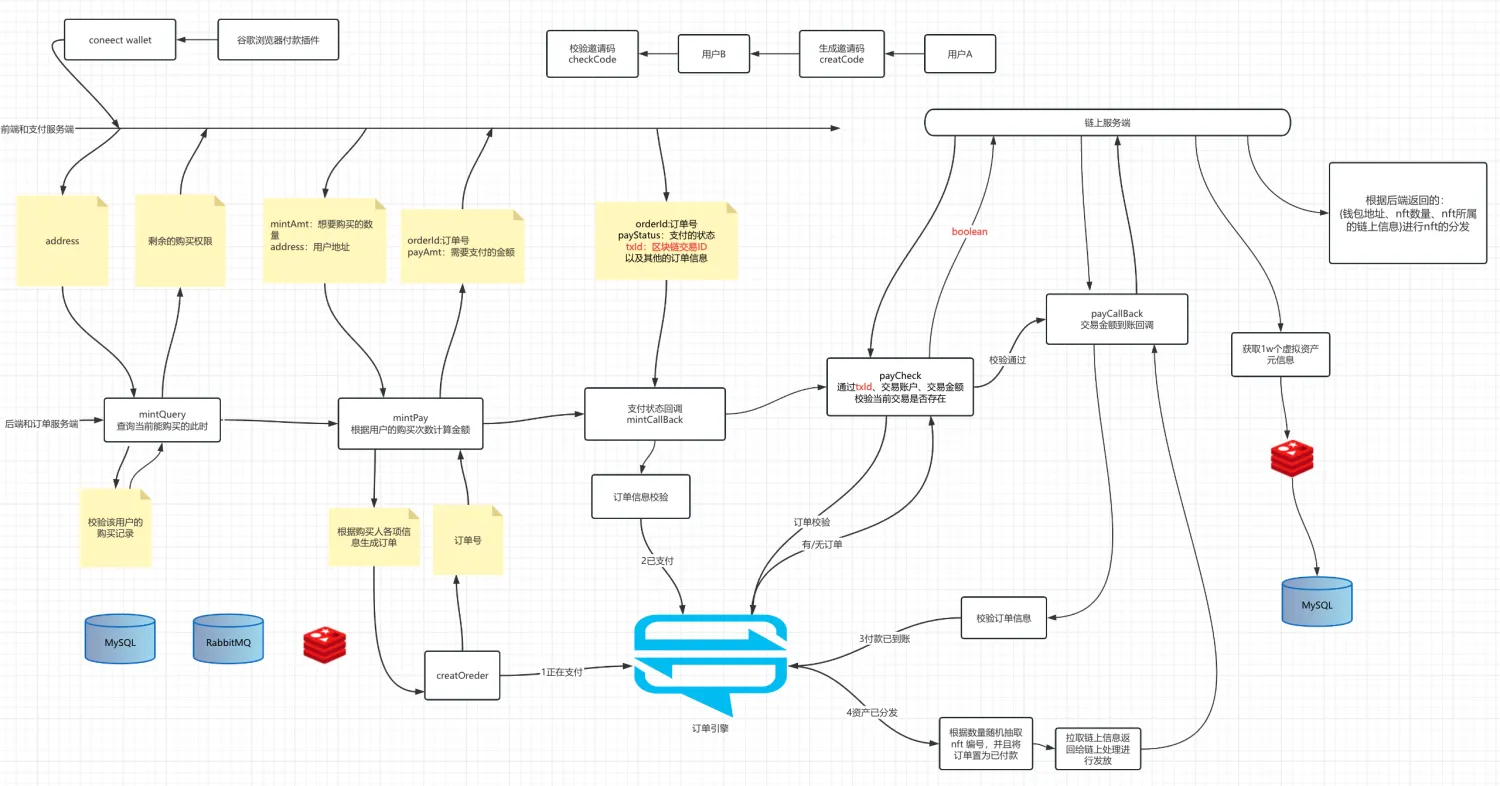 coneect wallet
谷歌浏览器付款插件
校验邀请码
checkCode
用户B
生成邀请码
creatCode
用户A
前端和支付服务端
链上服务端
address
剩余的购买权限
mintAmt：想要购买的数
量
address：用户地址
orderId:订单号
payAmt：需要支付的金额
orderId:订单号
payStatus：支付的状态
txId：区块链交易ID
以及其他的订单信息
boolean
根据后端返回的：
(钱包地址、nft数量、nft所属
的链上信息)进行nft的分发
payCallBack
交易金额到账回调
获取1w个虚拟资产
元信息
校验通过
payCheck
通过txId、交易账户、交易金额
校验当前交易是否存在
后端和订单服务端
mintQuery
查询当前能购买的此时
mintPay
根据用户的购买次数计算金额
支付状态回调
mintCallBack
订单信息校验
校验该用户的
购买记录
根据购买人各项信
息生成订单
订单号
订单校验
有/无订单
2已支付
MySQL
RabbitMQ
MySQL
校验订单信息
3付款已到账
creatOreder
1正在支付
订单引擎
4资产已分发
根据数量随机抽取
nft 编号，并且将
订单置为已付款
拉取链上信息返
回给链上处理进
行发放